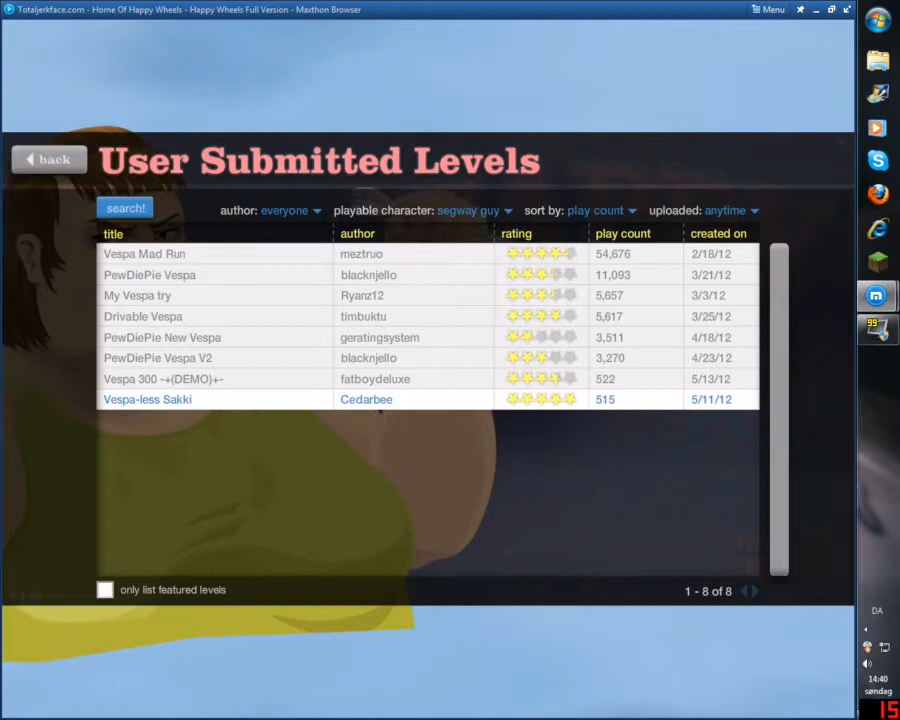 Totaljerkface.com - Home Of Happy Wheels - Happy Wheels Full Version - Maxthon Browser
Menu
back
User Submitted Levels
search!
author: everyone playable character: segway guy sort by: play count uploaded: anytime
title author rating play count created on
Vespa Mad Run meztruo 54,676 2/18/12
PewDiePie Vespa blacknjello 11,093 3/21/12
My Vespa try Ryanz12 5,657 3/3/12
Drivable Vespa timbuktu 5,617 3/25/12
PewDiePie New Vespa geratingsystem 3,511 4/18/12
PewDiePie Vespa V2 blacknjello 3,270 4/23/12
Vespa 300 -+(DEMO)+- fatboydeluxe 522 5/13/12
Vespa-less Sakki Cedarbee 515 5/11/12
only list featured levels
1 - 8 of 8
99
DA
14:40
søndag
15